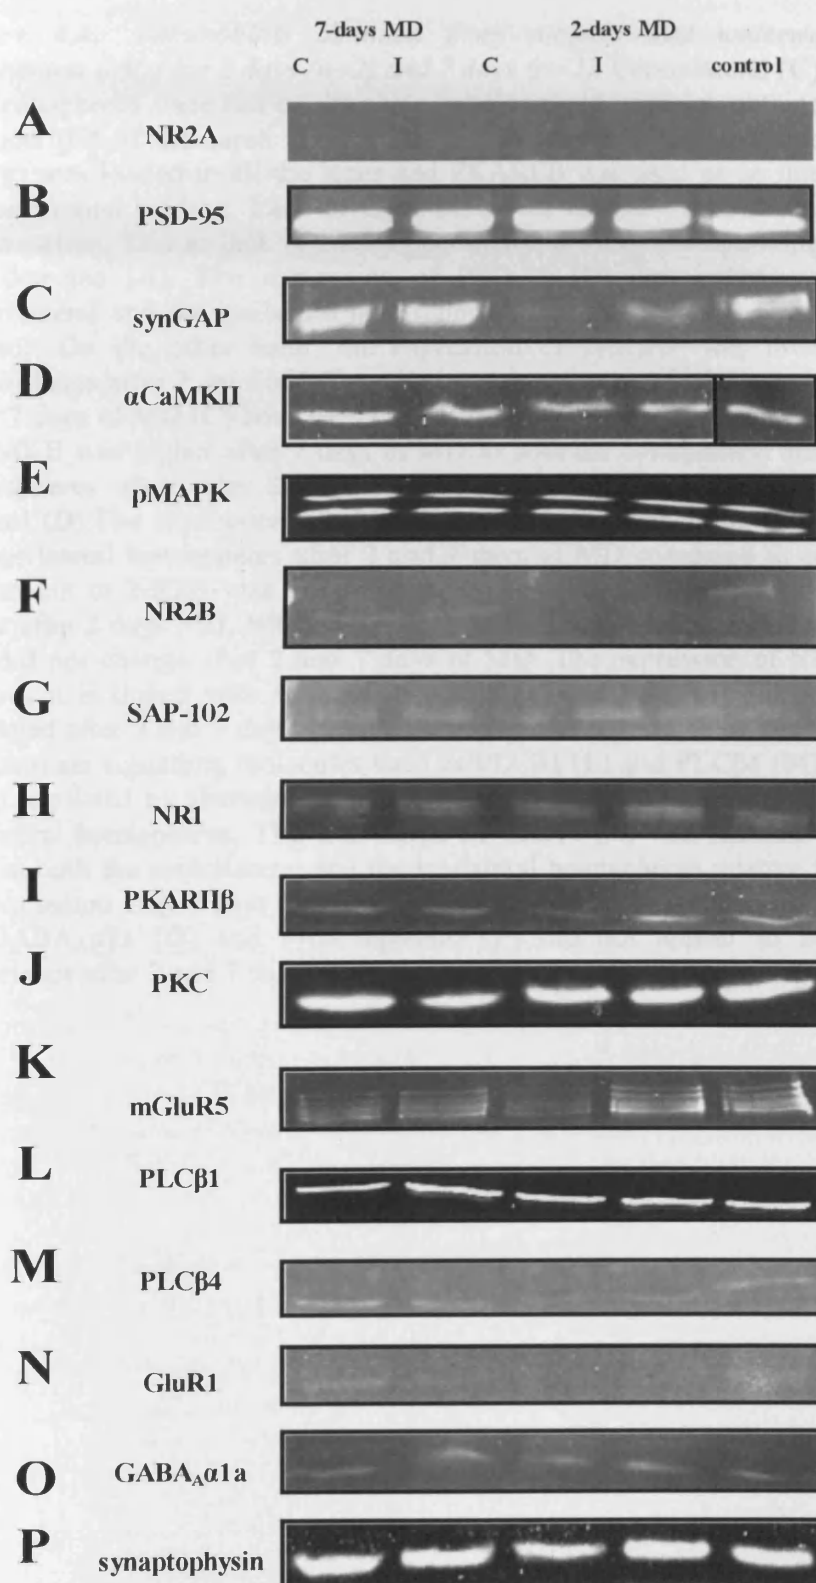 7-days MD 2-days MD
C I C I control
A NR2A
B PSD-95
C synGAP
D αCaMKII
E pMAPK
F NR2B
G SAP-102
H NR1
I PKARIIβ
J PKC
K mGluR5
L PLCβ1
M PLCβ4
N GluR1
O GABAAα1a
P synaptophysin